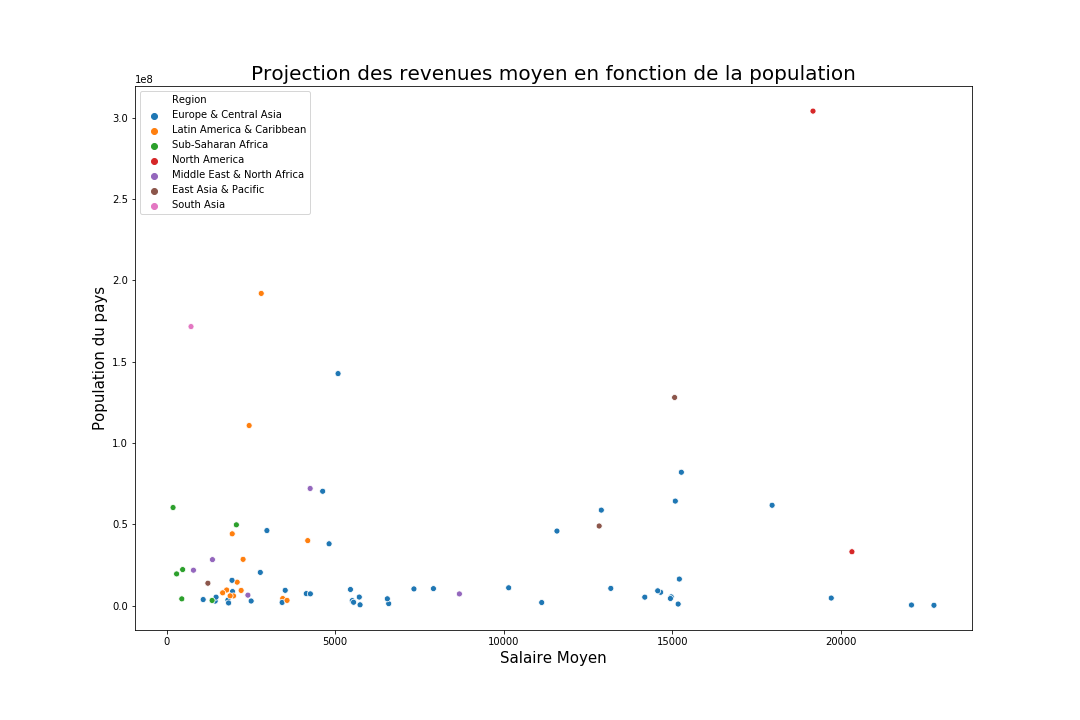 Projection des revenues moyen en fonction de la population
1e8
Region
Europe & Central Asia
Latin America & Caribbean
Sub-Saharan Africa
North America
Middle East & North Africa
East Asia & Pacific
South Asia
3.0
2.5
2.0
1.5
1.0
0.5
0.0
Population du pays
0 5000 10000 15000 20000
Salaire Moyen